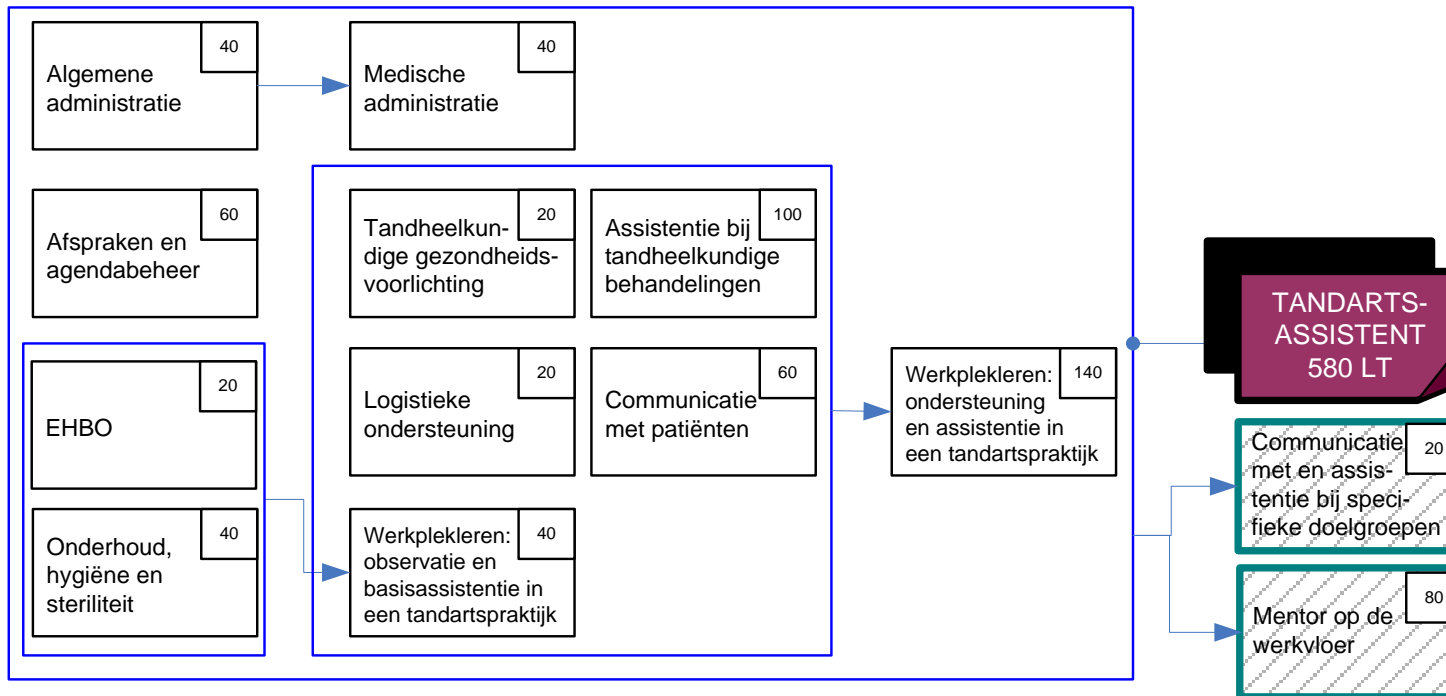 40
Algemene
administratie
40
Medische
administratie
60
Afspraken en
agendabeheer
20
Tandheelkun-
dige gezondheids-
voorlichting
100
Assistentie bij
tandheelkundige
behandelingen
20
EHBO
20
Logistieke
ondersteuning
60
Communicatie
met patiënten
140
Werkplekleren:
ondersteuning
en assistentie in
een tandartspraktijk
40
Onderhoud,
hygiëne en
steriliteit
40
Werkplekleren:
observatie en
basisassistentie in
een tandartspraktijk
TANDARTS-
ASSISTENT
580 LT
20
Communicatie
met en assis-
tentie bij speci-
fieke doelgroepen
80
Mentor op de
werkvloer